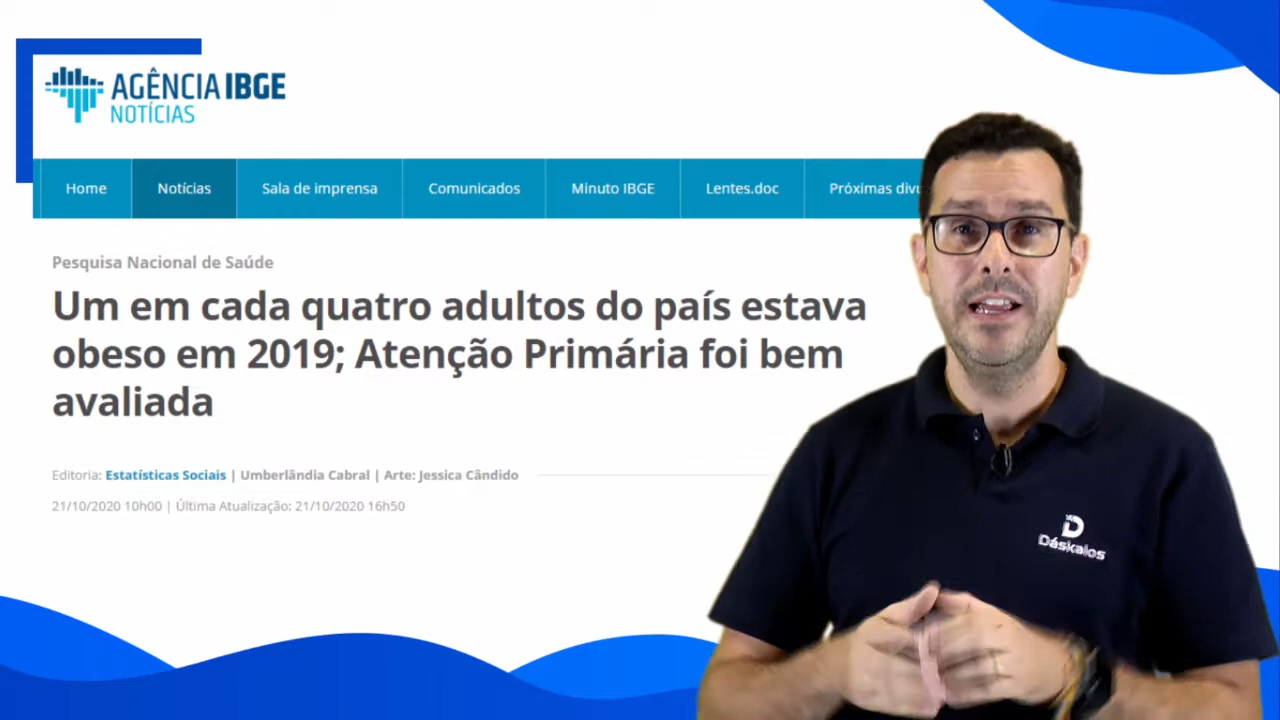 AGÊNCIA IBGE
NOTÍCIAS
Home Notícias Sala de imprensa Comunicados Minuto IBGE Lentes.doc Próximas divu
Pesquisa Nacional de Saúde
Um em cada quatro adultos do país estava
obeso em 2019; Atenção Primária foi bem
avaliada
Editoria: Estatísticas Sociais | Umberlândia Cabral | Arte: Jessica Cândido
21/10/2020 10h00 | Última Atualização: 21/10/2020 16h50
D
Dáskalos